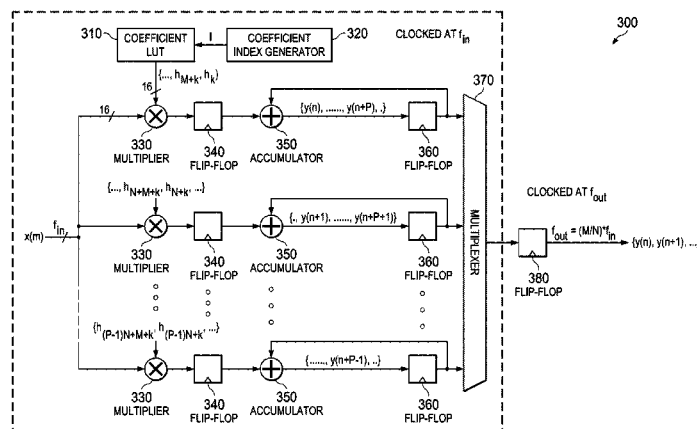 300
310
COEFFICIENT
LUT
I
COEFFICIENT
INDEX GENERATOR
320
CLOCKED AT f_in
16
{..., h_M+k, h_k}
370
16
{y(n), ......, y(n+P), .}
330
MULTIPLIER
340
FLIP-FLOP
350
ACCUMULATOR
360
FLIP-FLOP
{..., h_N+M+k, h_N+k, ...}
CLOCKED AT f_out
x(m)
f_in
{., y(n+1), ......, y(n+P+1)}
330
MULTIPLIER
340
FLIP-FLOP
350
ACCUMULATOR
360
FLIP-FLOP
MULTIPLEXER
f_out = (M/N)*f_in
{y(n), y(n+1), ...
380
FLIP-FLOP
{h_(P-1)N+M+k, h_(P-1)N+k, ...}
{......, y(n+P-1), ..}
330
MULTIPLIER
340
FLIP-FLOP
350
ACCUMULATOR
360
FLIP-FLOP